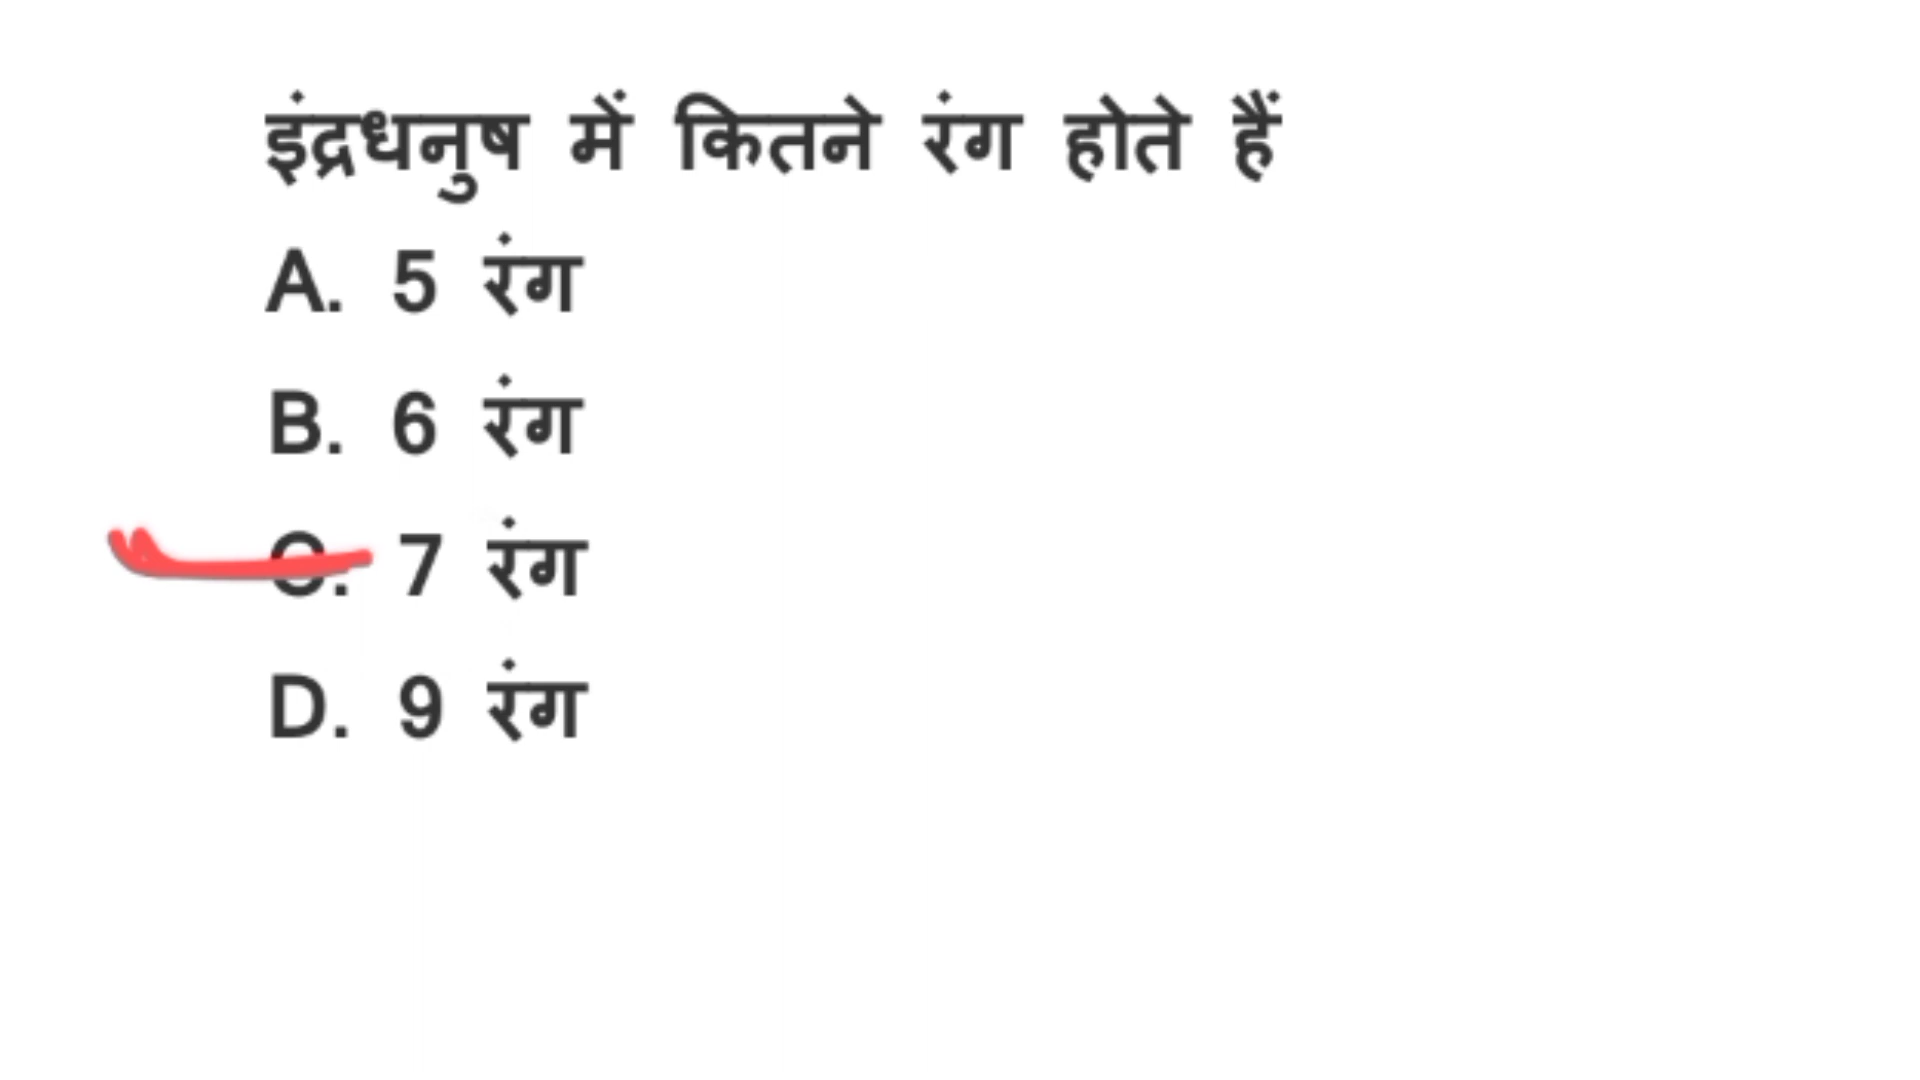 इंद्रधनुष में कितने रंग होते हैं
A. 5 रंग
B. 6 रंग
C. 7 रंग
D. 9 रंग